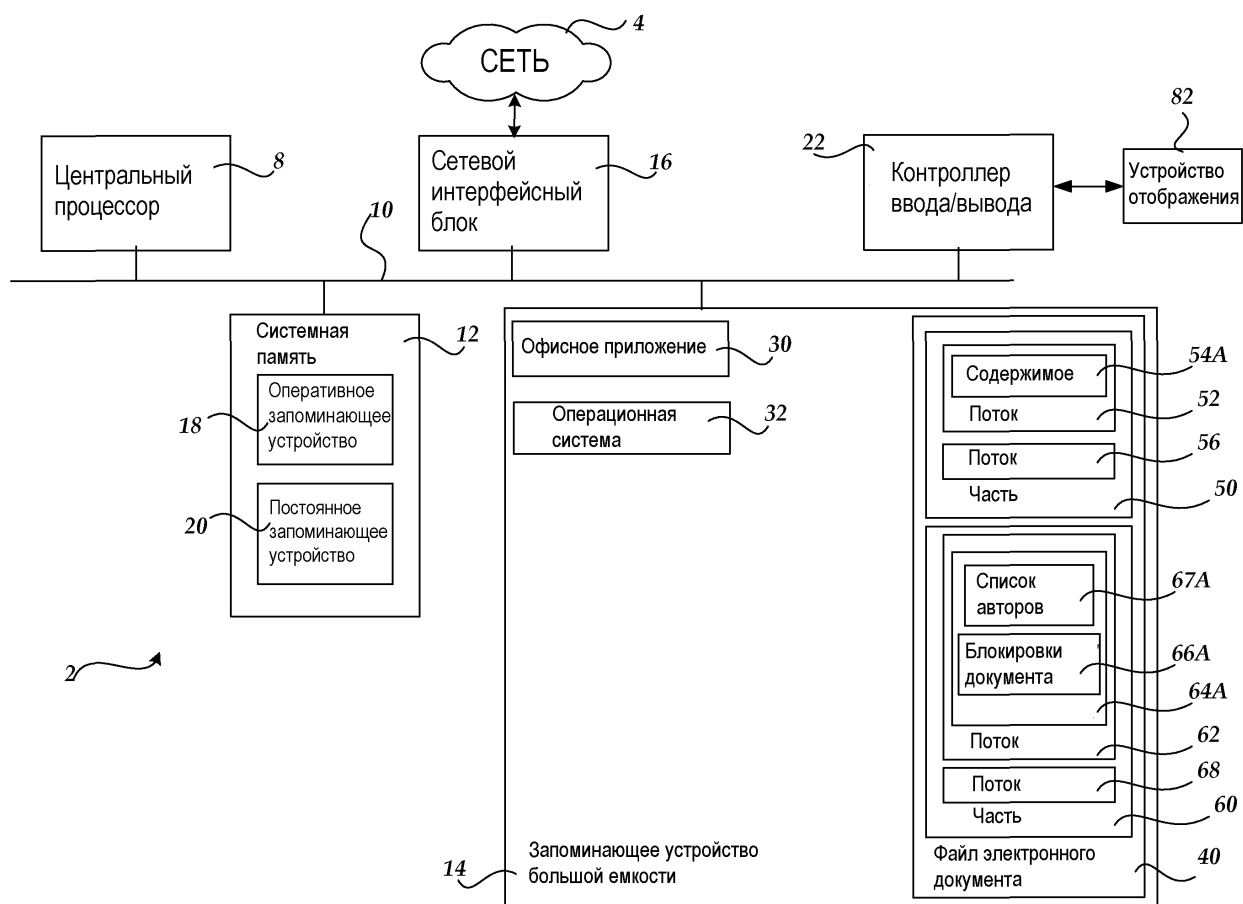 4
СЕТЬ
8
Центральный
процессор
16
Сетевой
интерфейсный
блок
22
Контроллер
ввода/вывода
82
Устройство
отображения
10
Системная
память
12
Оперативное
запоминающее
устройство
18
Постоянное
запоминающее
устройство
20
2
Офисное приложение
30
Операционная
система
32
Запоминающее устройство
большой емкости
14
Содержимое
54A
Поток
52
Поток
56
Часть
50
Список
авторов
67A
Блокировки
документа
66A
64A
Поток
62
Поток
68
Часть
60
Файл электронного
документа
40